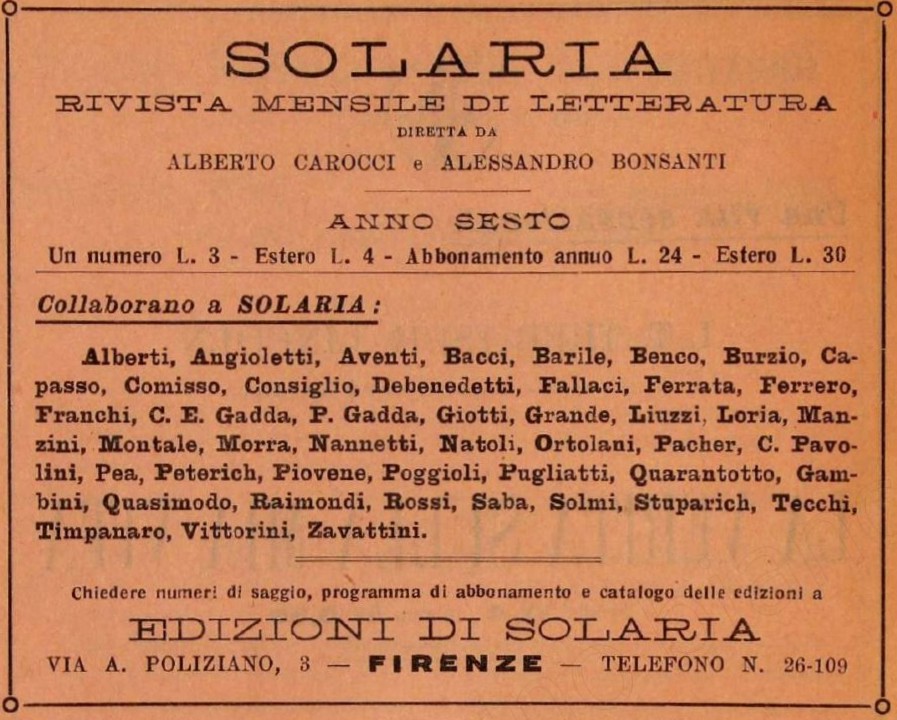 SOLARIA
RIVISTA MENSILE DI LETTERATURA
DIRETTA DA
ALBERTO CAROCCI e ALESSANDRO BONSANTI
ANNO SESTO
Un numero L. 3 - Estero L. 4 - Abbonamento annuo L. 24 - Estero L. 30
Collaborano a SOLARIA:
Alberti, Angioletti, Aventi, Bacci, Barile, Benco, Burzio, Ca-
passo, Comisso, Consiglio, Debenedetti, Fallaci, Ferrata, Ferrero,
Franchi, C. E. Gadda, P. Gadda, Giotti, Grande, Liuzzi, Loria, Man-
zini, Montale, Morra, Nannetti, Natoli, Ortolani, Pacher, C. Pavo-
lini, Pea, Peterich, Piovene, Poggioli, Pugliatti, Quarantotto, Gam-
bini, Quasimodo, Raimondi, Rossi, Saba, Solmi, Stuparich, Tecchi,
Timpanaro, Vittorini, Zavattini.
Chiedere numeri di saggio, programma di abbonamento e catalogo delle edizioni a
EDIZIONI DI SOLARIA
VIA A. POLIZIANO, 3 — FIRENZE — TELEFONO N. 26-109